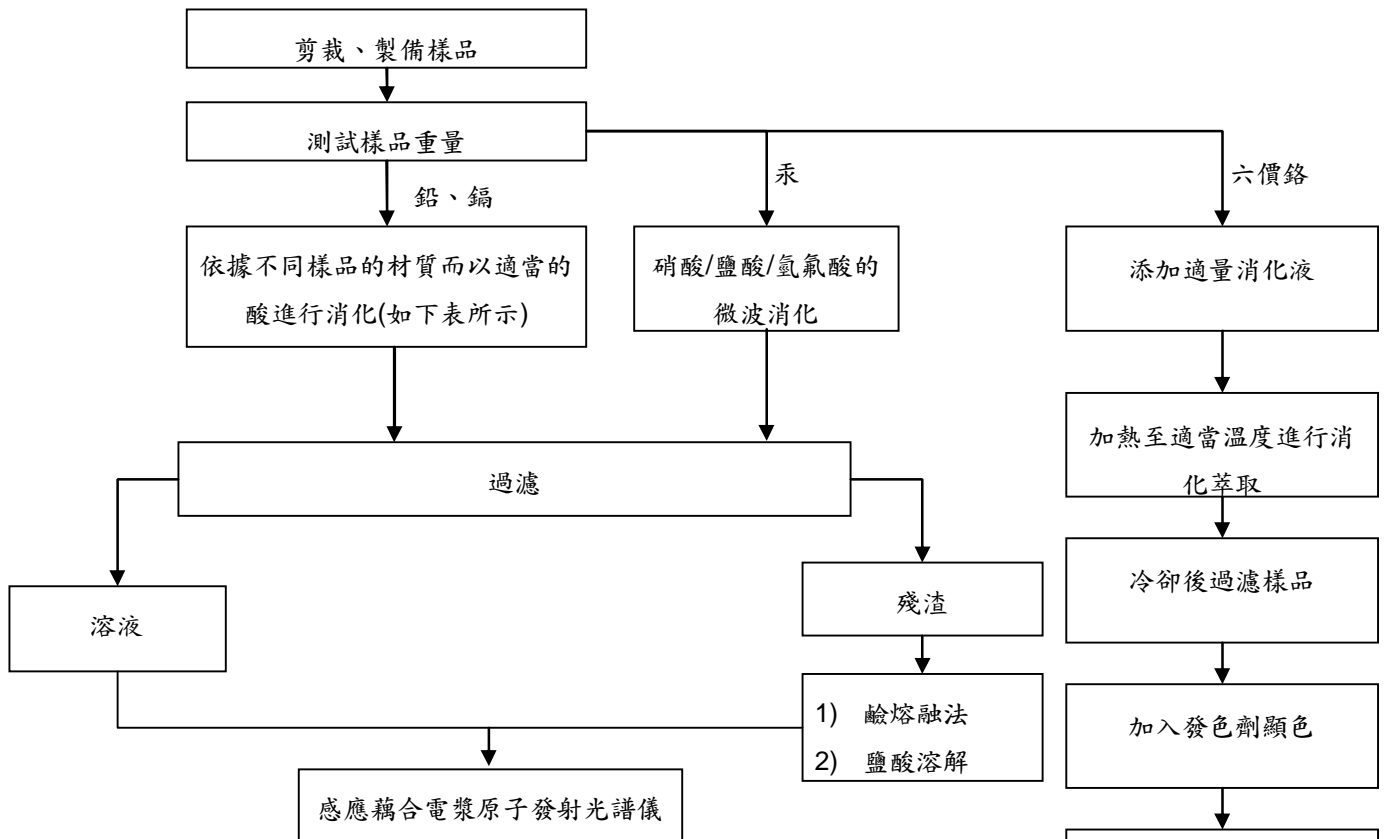 剪裁、製備樣品
測試樣品重量
鉛、鎘
汞
六價鉻
依據不同樣品的材質而以適當的
酸進行消化(如下表所示)
硝酸/鹽酸/氫氟酸的
微波消化
添加適量消化液
加熱至適當溫度進行消
化萃取
過濾
冷卻後過濾樣品
溶液
殘渣
1) 鹼熔融法
2) 鹽酸溶解
加入發色劑顯色
感應藕合電漿原子發射光譜儀